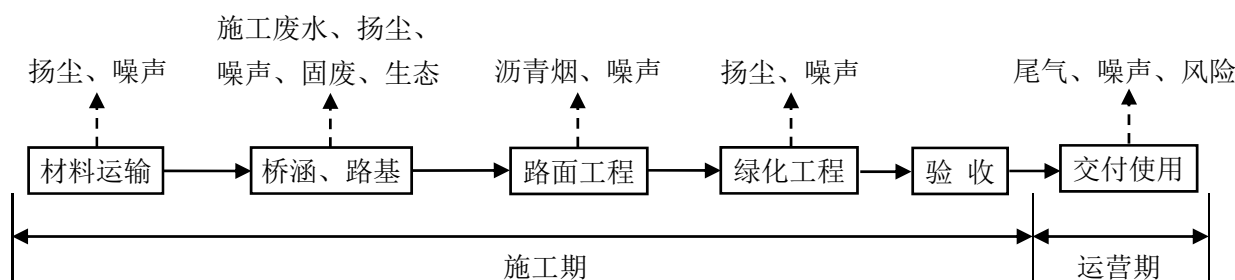 施工废水、扬尘、
扬尘、噪声
噪声、固废、生态
沥青烟、噪声
扬尘、噪声
尾气、噪声、风险
材料运输
桥涵、路基
路面工程
绿化工程
验 收
交付使用
施工期
运营期